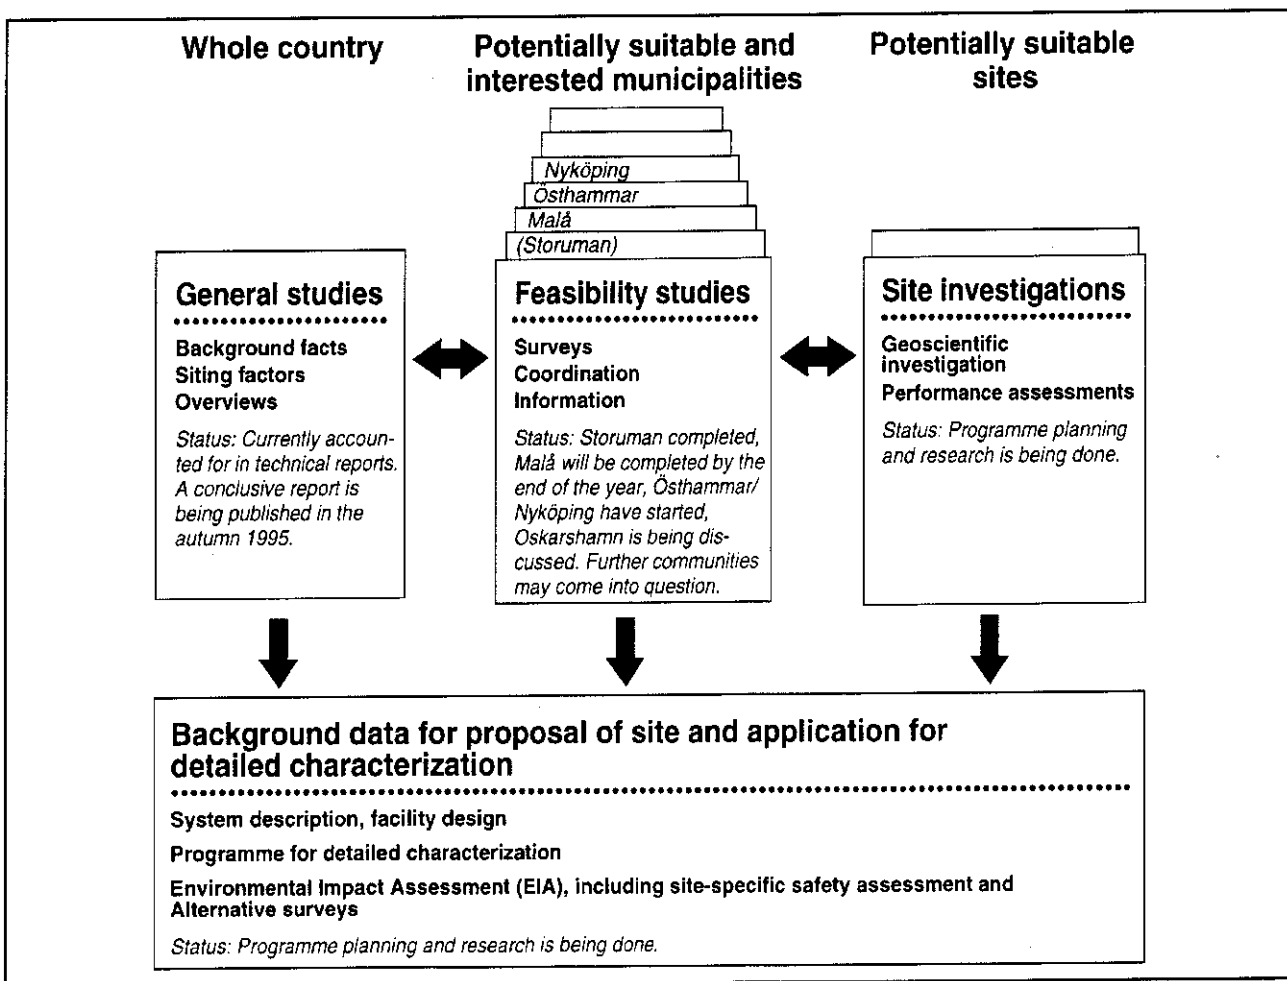 Whole country
Potentially suitable and
interested municipalities
Potentially suitable
sites
Nyköping
Östhammar
Malå
(Storuman)
General studies
Background facts
Siting factors
Overviews
Status: Currently accoun-
ted for in technical reports.
A conclusive report is
being published in the
autumn 1995.
Feasibility studies
Surveys
Coordination
Information
Status: Storuman completed,
Malå will be completed by the
end of the year, Östhammar/
Nyköping have started,
Oskarshamn is being dis-
cussed. Further communities
may come into question.
Site investigations
Geoscientific
investigation
Performance assessments
Status: Programme planning
and research is being done.
Background data for proposal of site and application for
detailed characterization
System description, facility design
Programme for detailed characterization
Environmental Impact Assessment (EIA), including site-specific safety assessment and
Alternative surveys
Status: Programme planning and research is being done.